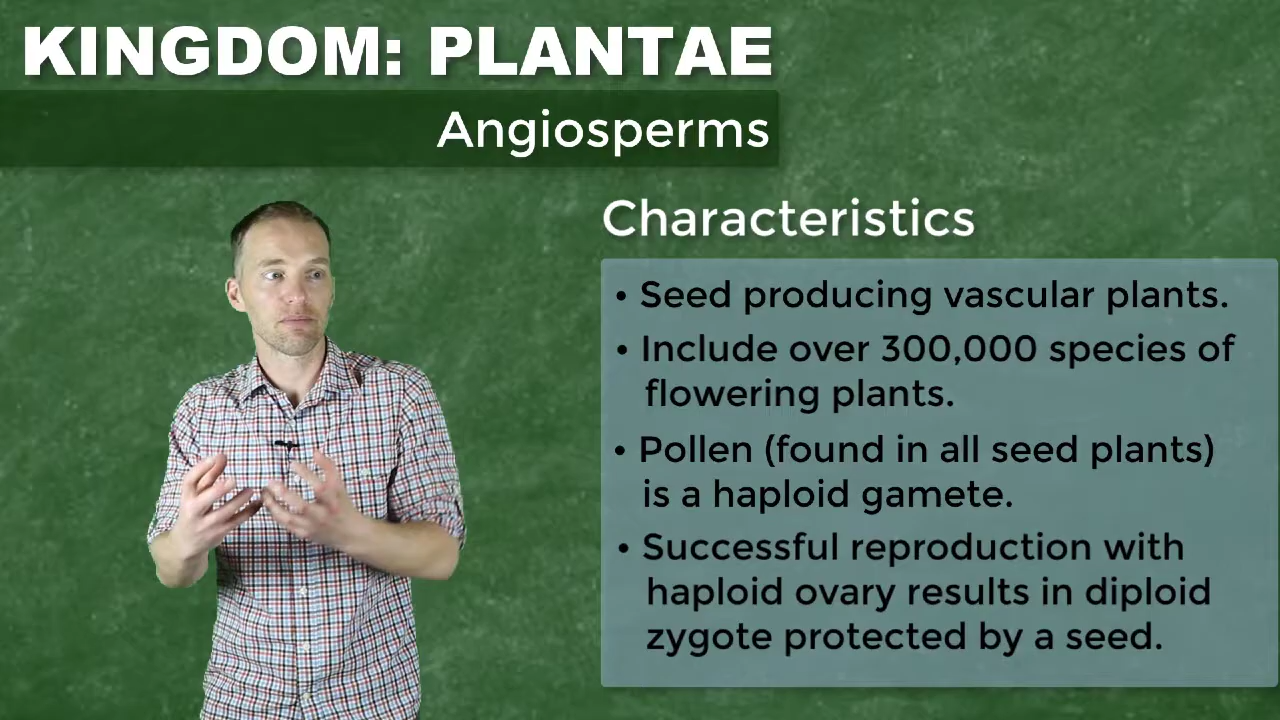 KINGDOM: PLANTAE
Angiosperms
Characteristics
• Seed producing vascular plants.
• Include over 300,000 species of
flowering plants.
• Pollen (found in all seed plants)
is a haploid gamete.
• Successful reproduction with
haploid ovary results in diploid
zygote protected by a seed.